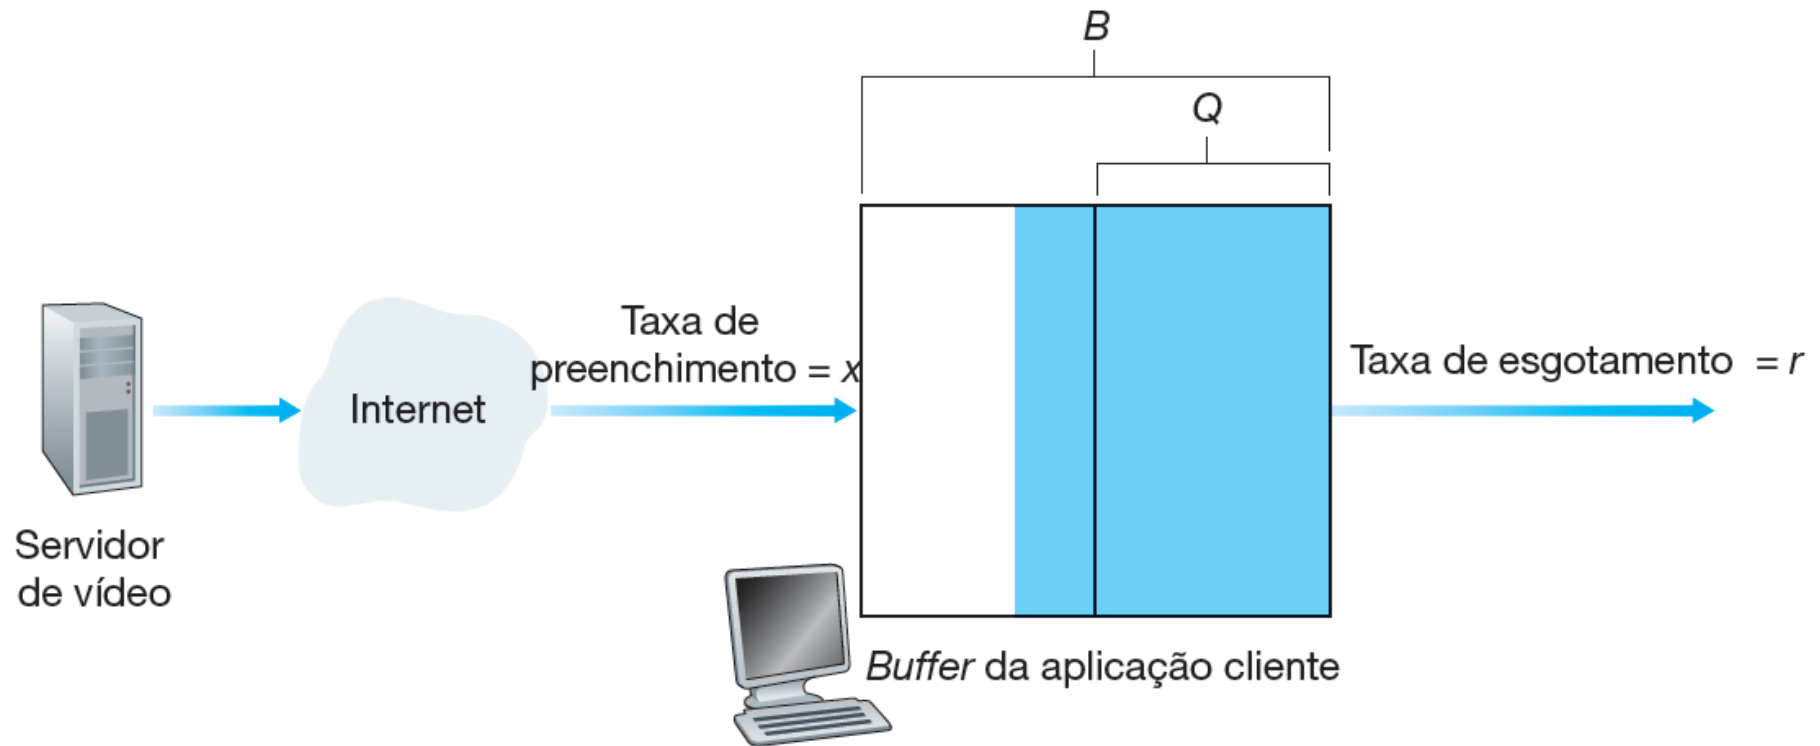 B
Q
Taxa de
preenchimento = x
Taxa de esgotamento = r
Internet
Servidor
de vídeo
Buffer da aplicação cliente